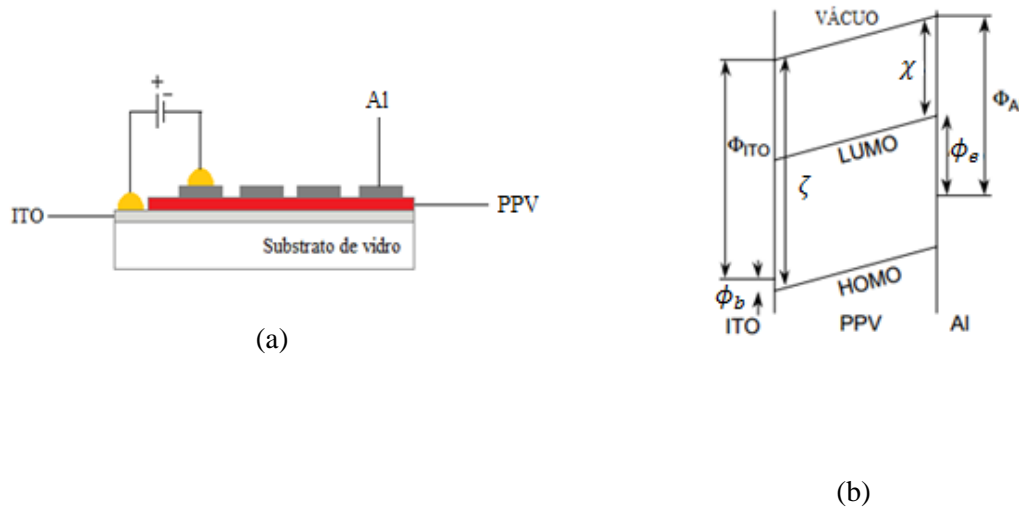 +
−
Al
ITO
PPV
Substrato de vidro
(a)
VÁCUO
χ
Φ_A
Φ_ITO
LUMO
ϕ_e
ζ
HOMO
ϕ_b
ITO
PPV
Al
(b)